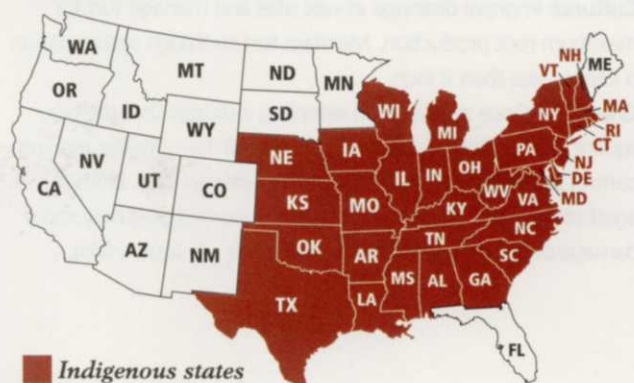 WA
MT
ND
MN
NH
VT
ME
OR
ID
SD
WI
MI
NY
MA
RI
CT
WY
NE
IA
PA
NJ
DE
MD
NV
UT
CO
IL
IN
OH
WV
VA
CA
KS
MO
KY
NC
AZ
NM
OK
AR
TN
SC
TX
LA
MS
AL
GA
FL
Indigenous states